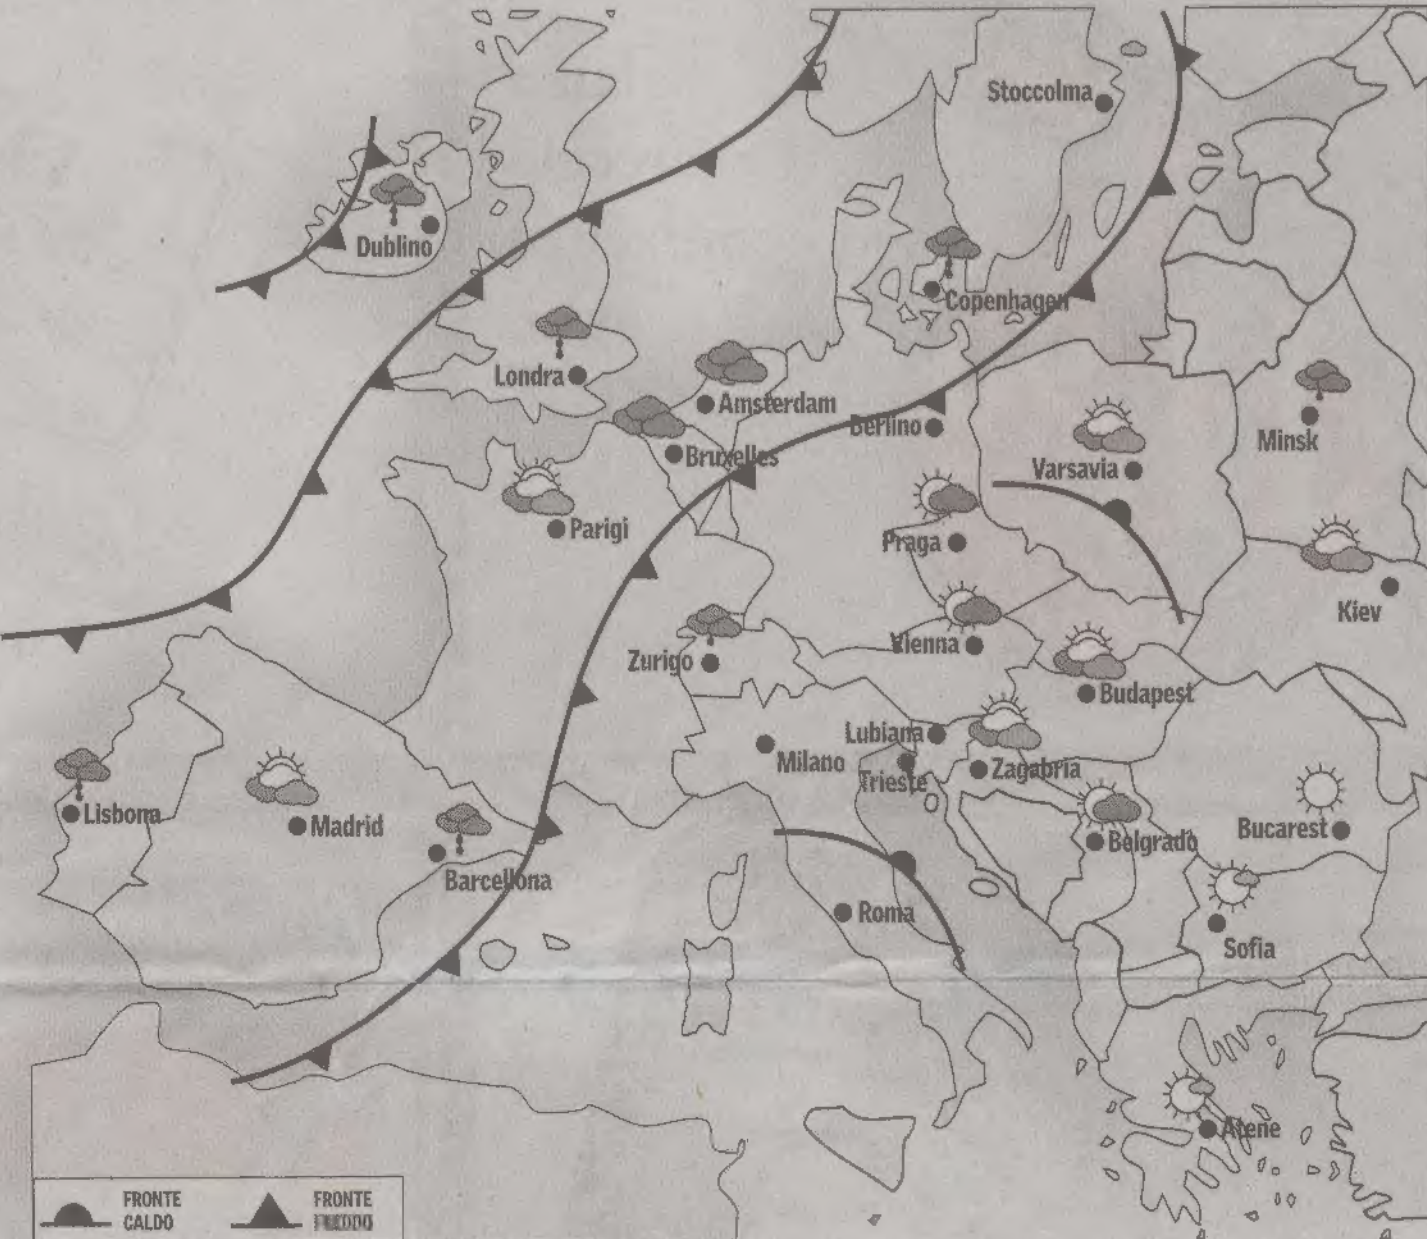 Stoccolma
Dublino
Copenhagen
Londra
Amsterdam
Berlino
Minsk
Bruxelles
Varsavia
Parigi
Praga
Kiev
Vienna
Zurigo
Budapest
Lubiana
Milano
Zagabria
Trieste
Lisbona
Madrid
Bucarest
Belgrado
Barcellona
Roma
Sofia
Atene
FRONTE
CALDO
FRONTE